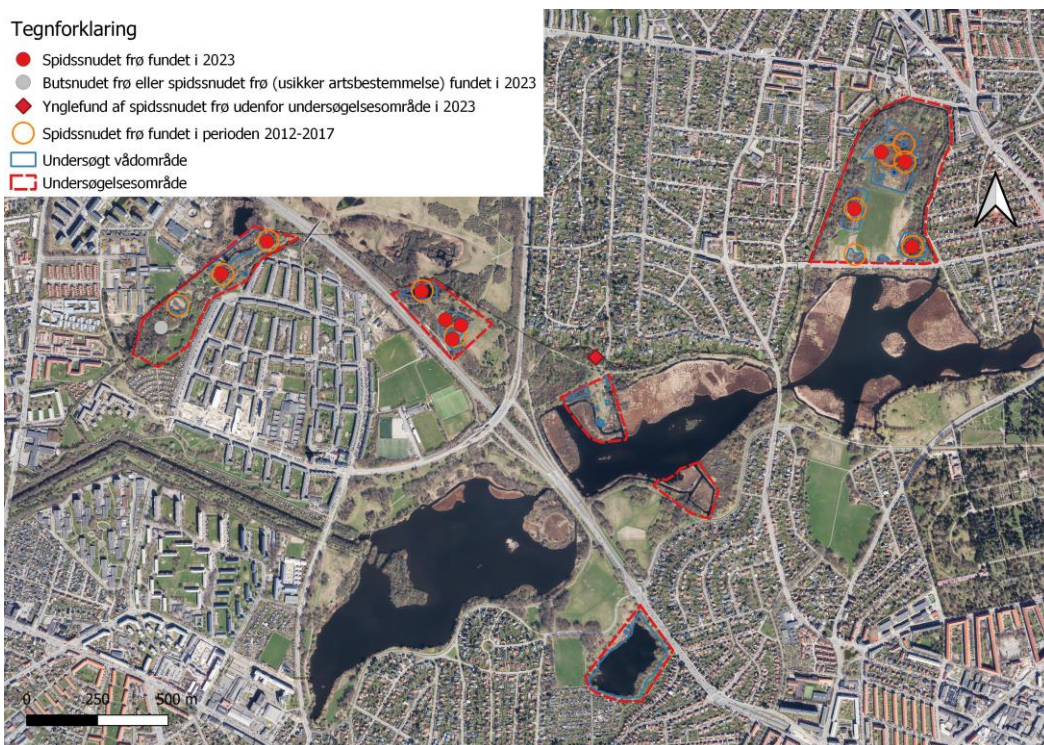 Tegnforklaring
Spidssnudet frø fundet i 2023
Butsnudet frø eller spidssnudet frø (usikker artsbestemmelse) fundet i 2023
Ynglefund af spidssnudet frø udenfor undersøgelsesområde i 2023
Spidssnudet frø fundet i perioden 2012-2017
Undersøgt vådområde
Undersøgelsesområde
0 250 500 m